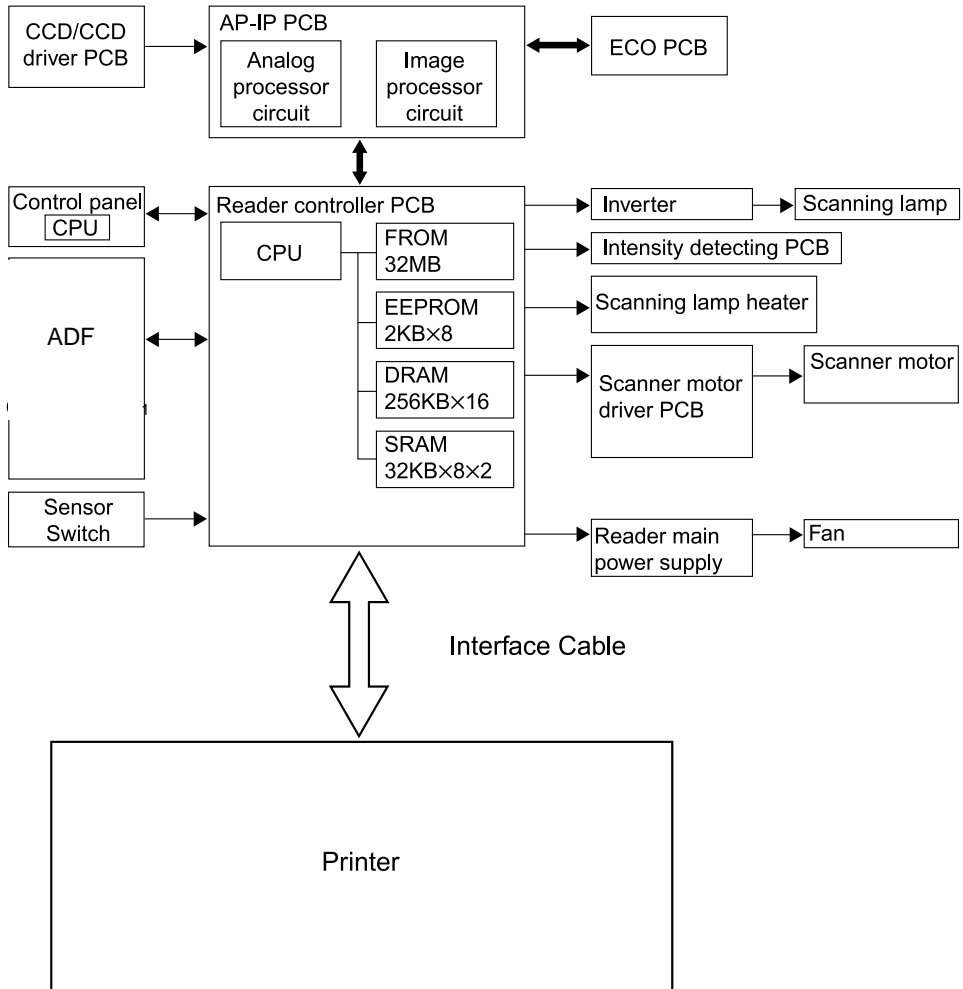 CCD/CCD
driver PCB
AP-IP PCB
Analog
processor
circuit
Image
processor
circuit
ECO PCB
Control panel
CPU
Reader controller PCB
CPU
FROM
32MB
EEPROM
2KB×8
DRAM
256KB×16
SRAM
32KB×8×2
Inverter
Scanning lamp
Intensity detecting PCB
Scanning lamp heater
ADF
Scanner motor
driver PCB
Scanner motor
Sensor
Switch
Reader main
power supply
Fan
Interface Cable
Printer